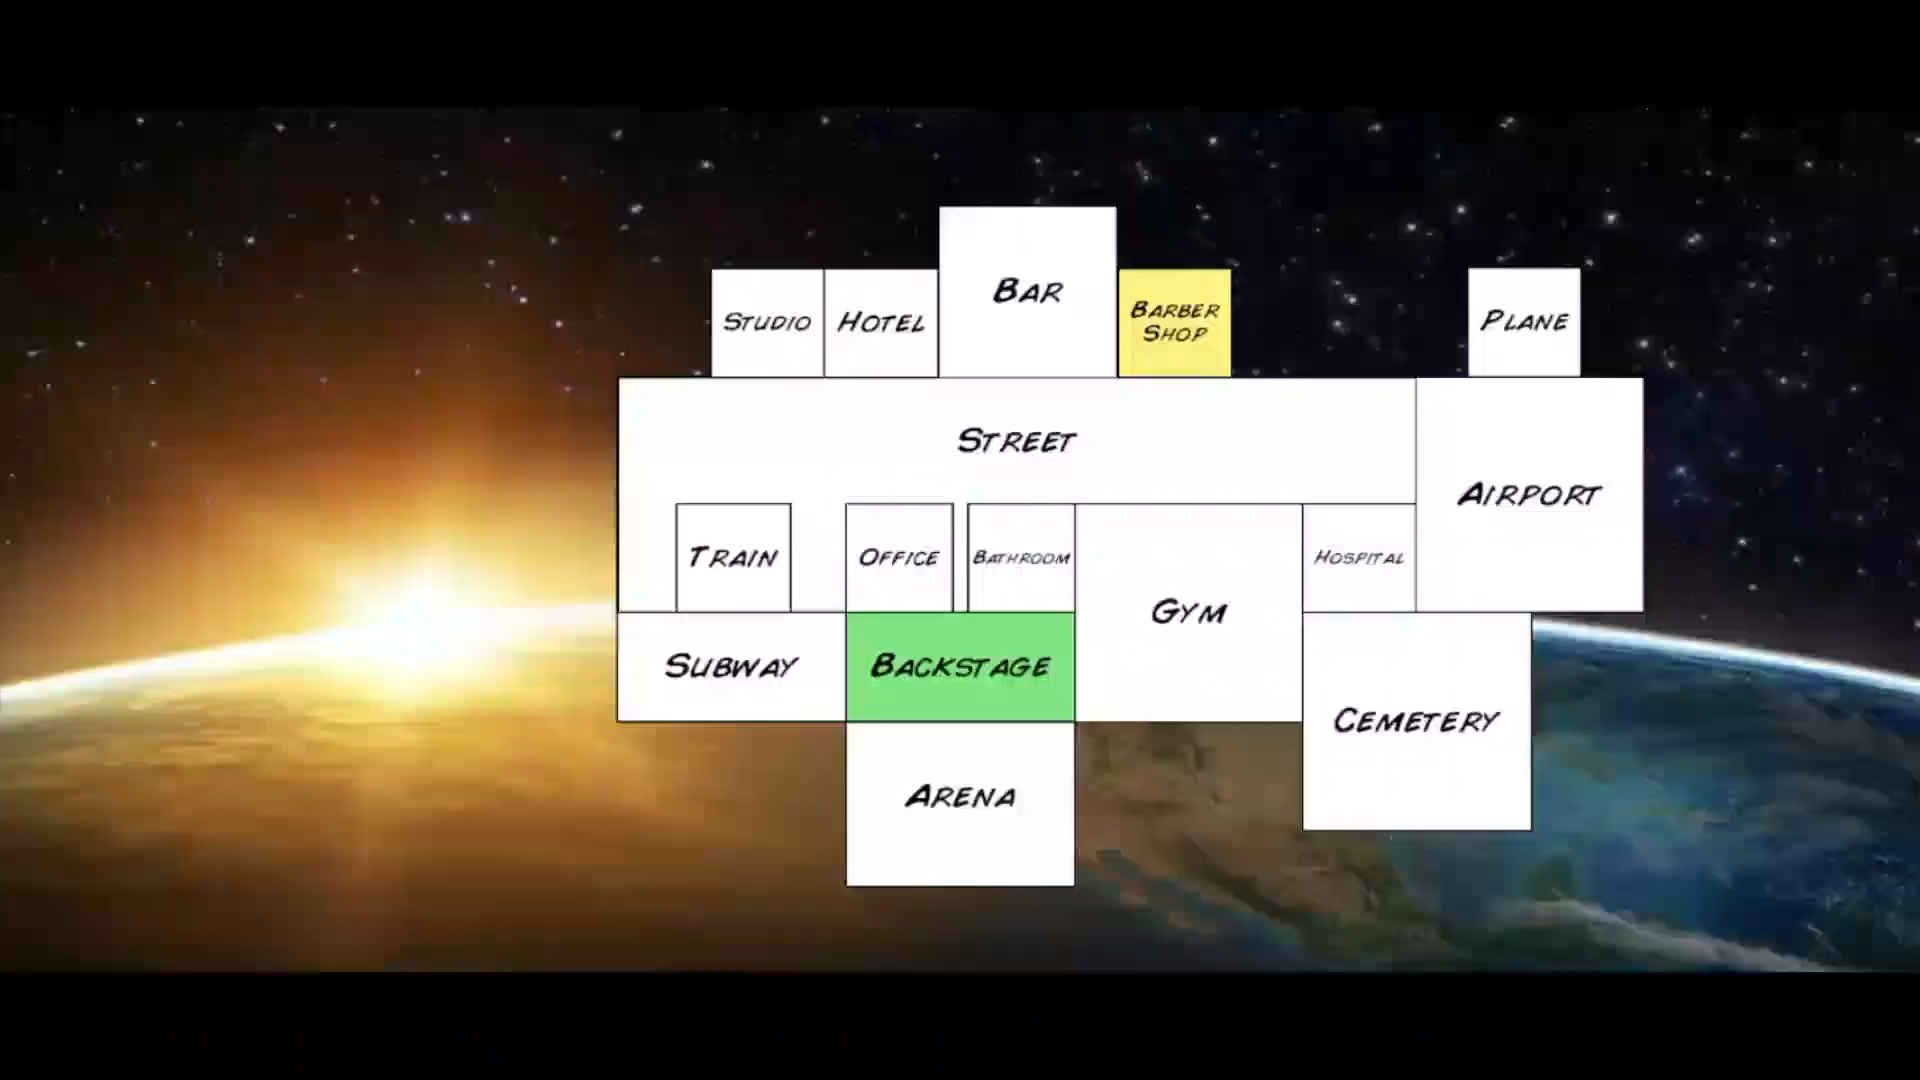 Bar
Studio
Hotel
Barber
Shop
Plane
Street
Airport
Train
Office
Bathroom
Hospital
Gym
Subway
Backstage
Cemetery
Arena